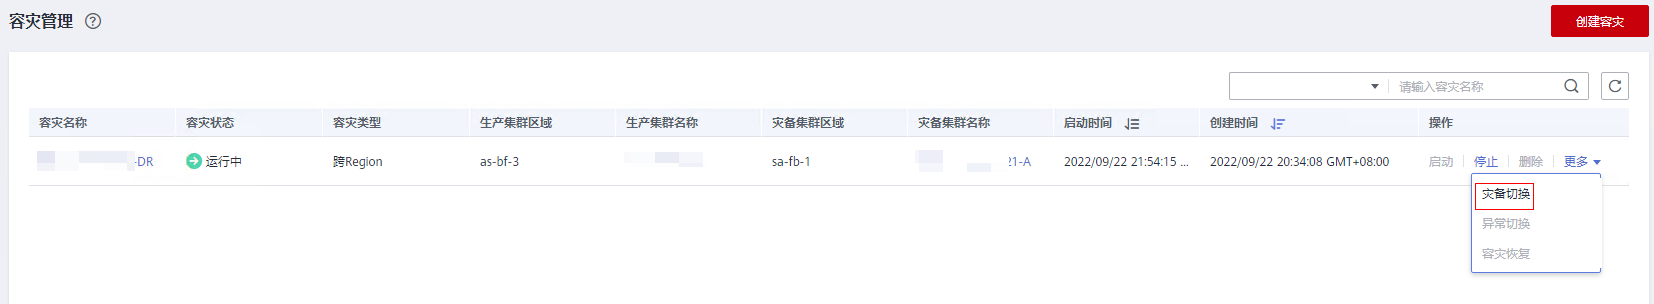 容灾管理 ?
创建容灾
请输入容灾名称
容灾名称 容灾状态 容灾类型 生产集群区域 生产集群名称 灾备集群区域 灾备集群名称 启动时间 创建时间 操作
-DR 运行中 跨Region as-bf-3 sa-fb-1 21-A 2022/09/22 21:54:15 ... 2022/09/22 20:34:08 GMT+08:00 启动 停止 删除 更多
灾备切换
异常切换
容灾恢复